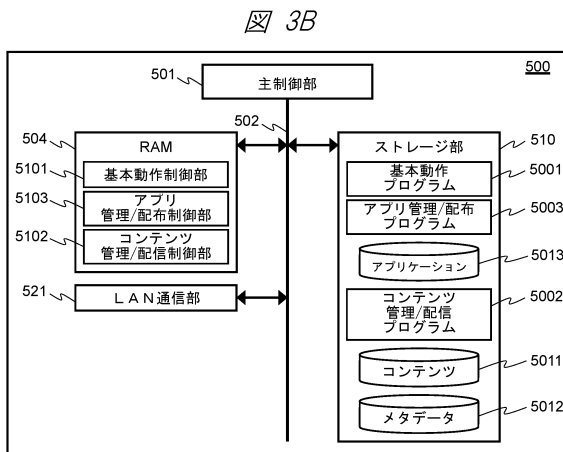 図 3B
500
501
主制御部
502
504
RAM
5101
基本動作制御部
5103
アプリ
管理/配布制御部
5102
コンテンツ
管理/配信制御部
521
LAN通信部
ストレージ部
510
基本動作
プログラム
5001
アプリ管理/配布
プログラム
5003
アプリケーション
5013
コンテンツ
管理/配信
プログラム
5002
コンテンツ
5011
メタデータ
5012